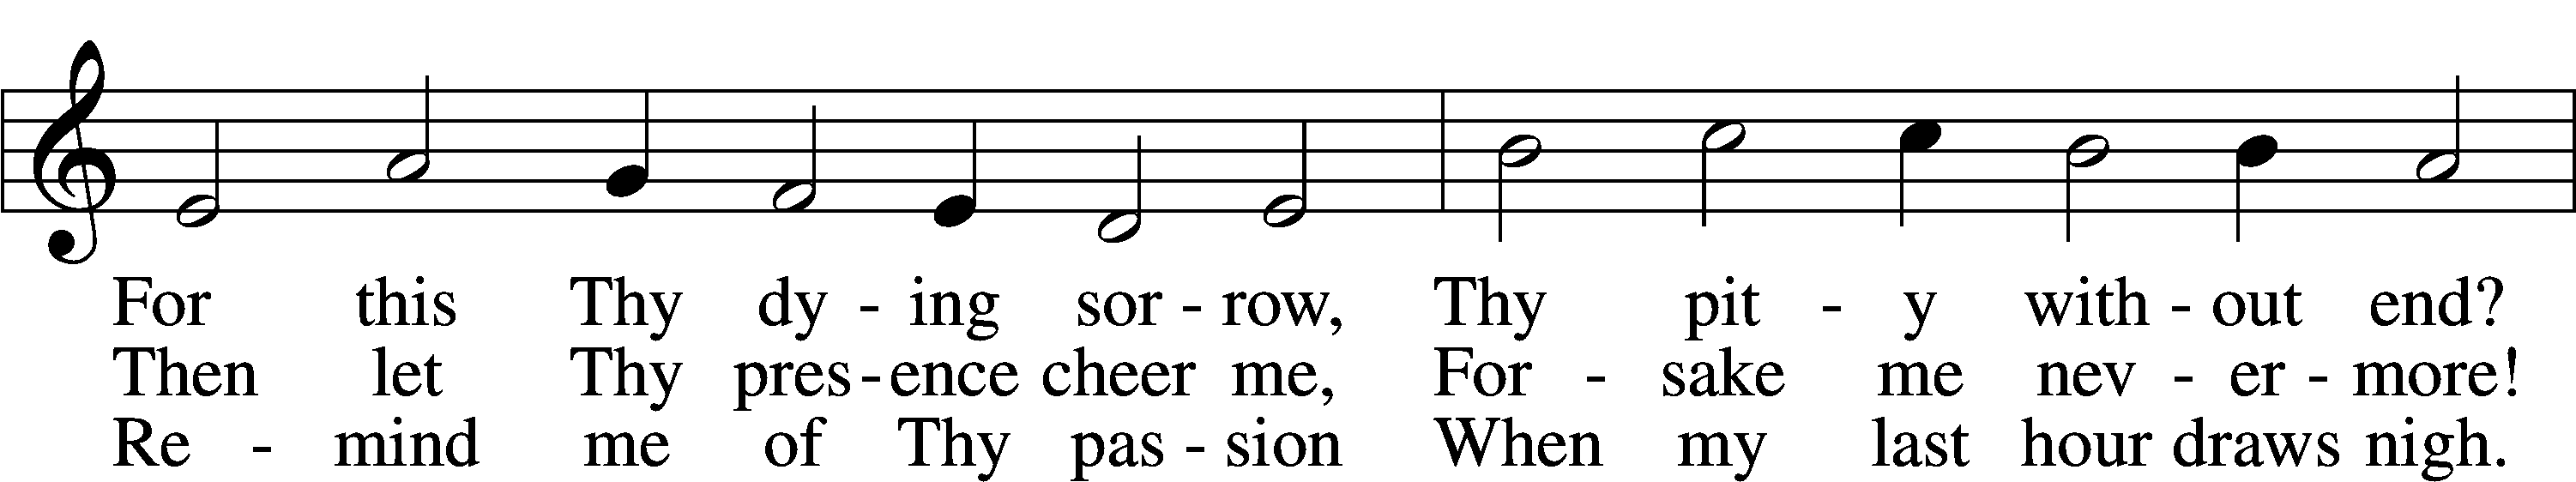 For this Thy dy - ing sor - row, Thy pit - y with - out end?
Then let Thy pres - ence cheer me, For - sake me nev - er - more!
Re - mind me of Thy pas - sion When my last hour draws nigh.